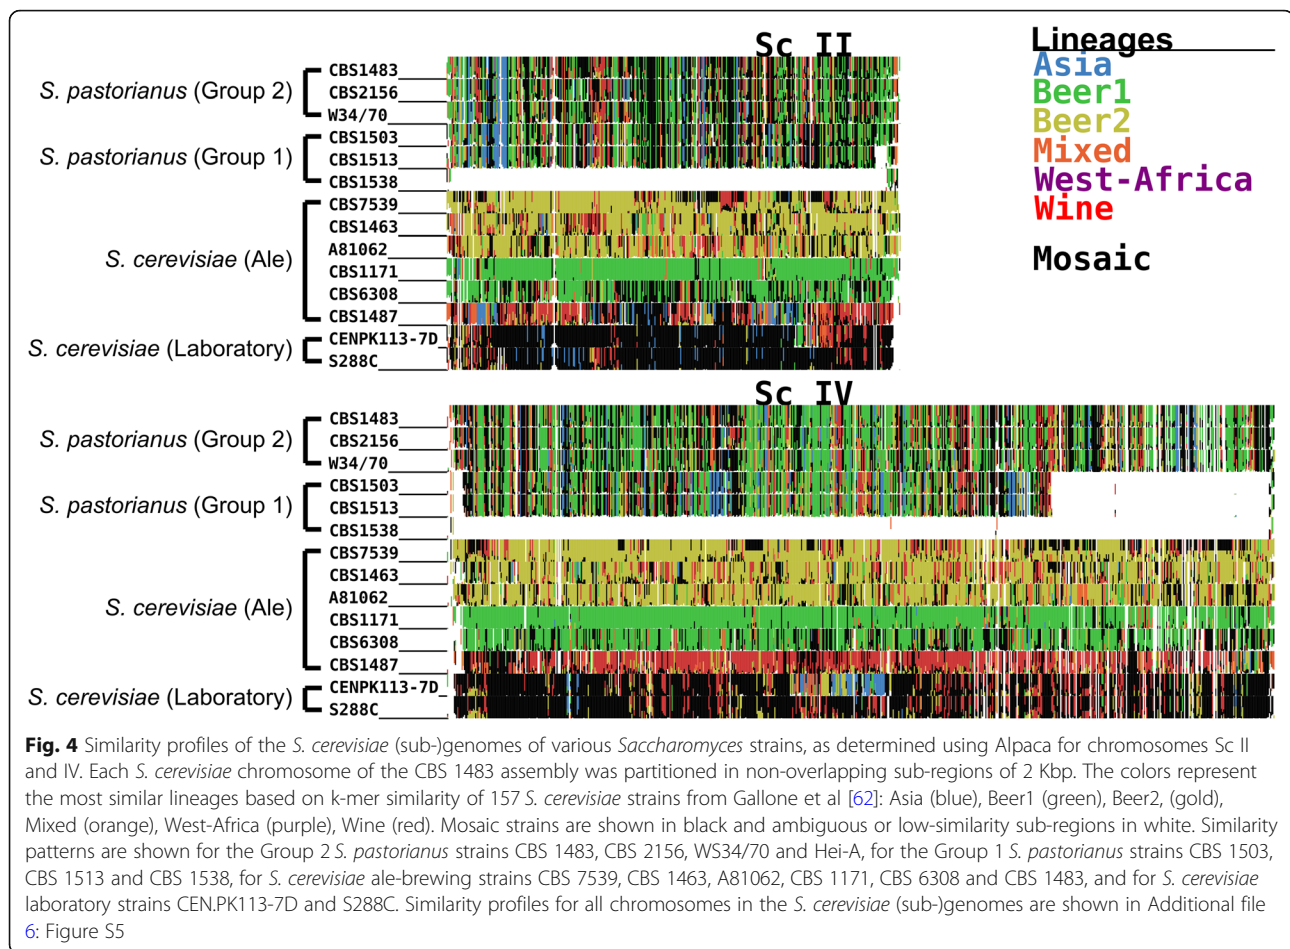 Sc II
Lineages
Asia
Beer1
Beer2
Mixed
West-Africa
Wine
Mosaic
S. pastorianus (Group 2)
CBS1483
CBS2156
W34/70
S. pastorianus (Group 1)
CBS1503
CBS1513
CBS1538
S. cerevisiae (Ale)
CBS7539
CBS1463
A81062
CBS1171
CBS6308
CBS1487
S. cerevisiae (Laboratory)
CENPK113-7D
S288C
Sc IV
S. pastorianus (Group 2)
CBS1483
CBS2156
W34/70
S. pastorianus (Group 1)
CBS1503
CBS1513
CBS1538
S. cerevisiae (Ale)
CBS7539
CBS1463
A81062
CBS1171
CBS6308
CBS1487
S. cerevisiae (Laboratory)
CENPK113-7D
S288C
Fig. 4 Similarity profiles of the S. cerevisiae (sub-)genomes of various Saccharomyces strains, as determined using Alpaca for chromosomes Sc II
and IV. Each S. cerevisiae chromosome of the CBS 1483 assembly was partitioned in non-overlapping sub-regions of 2 Kbp. The colors represent
the most similar lineages based on k-mer similarity of 157 S. cerevisiae strains from Gallone et al [62]: Asia (blue), Beer1 (green), Beer2, (gold),
Mixed (orange), West-Africa (purple), Wine (red). Mosaic strains are shown in black and ambiguous or low-similarity sub-regions in white. Similarity
patterns are shown for the Group 2 S. pastorianus strains CBS 1483, CBS 2156, WS34/70 and Hei-A, for the Group 1 S. pastorianus strains CBS 1503,
CBS 1513 and CBS 1538, for S. cerevisiae ale-brewing strains CBS 7539, CBS 1463, A81062, CBS 1171, CBS 6308 and CBS 1483, and for S. cerevisiae
laboratory strains CEN.PK113-7D and S288C. Similarity profiles for all chromosomes in the S. cerevisiae (sub-)genomes are shown in Additional file
6: Figure S5